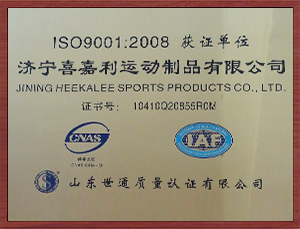 ISO9001:2008 获证单位
济宁喜嘉利运动制品有限公司
JINING HEEKALEE SPORTS PRODUCTS CO., LTD.
证书号: 10410Q20855R0M
CNAS
IAF
山东世通质量认证有限公司